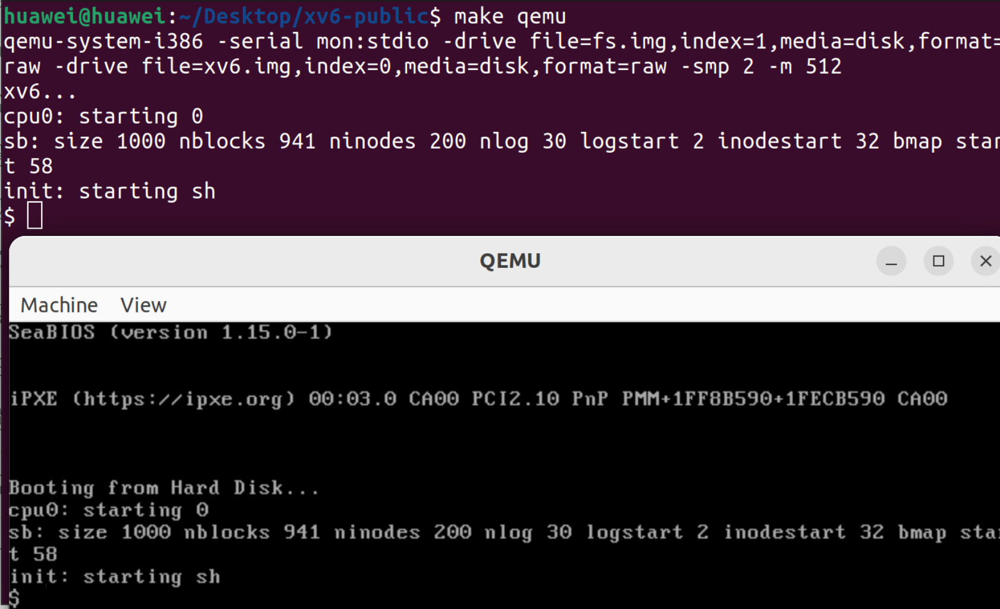 huawei@huawei:~/Desktop/xv6-public$ make qemu
qemu-system-i386 -serial mon:stdio -drive file=fs.img,index=1,media=disk,format=
raw -drive file=xv6.img,index=0,media=disk,format=raw -smp 2 -m 512
xv6...
cpu0: starting 0
sb: size 1000 nblocks 941 ninodes 200 nlog 30 logstart 2 inodestart 32 bmap star
t 58
init: starting sh
$
QEMU
Machine View
SeaBIOS (version 1.15.0-1)
iPXE (https://ipxe.org) 00:03.0 CA00 PCI2.10 PnP PMM+1FF8B590+1FECB590 CA00
Booting from Hard Disk...
cpu0: starting 0
sb: size 1000 nblocks 941 ninodes 200 nlog 30 logstart 2 inodestart 32 bmap star
t 58
init: starting sh
$